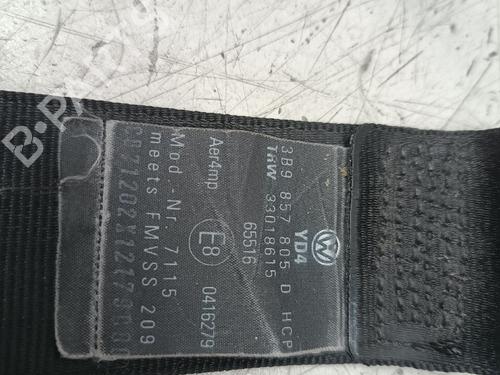 VW
YD4
3B9 857 805 D HCP
TRW 33018615
65516
E8 0416279
Aer4mp
Mod.-Nr 7115
meets FMVSS 209